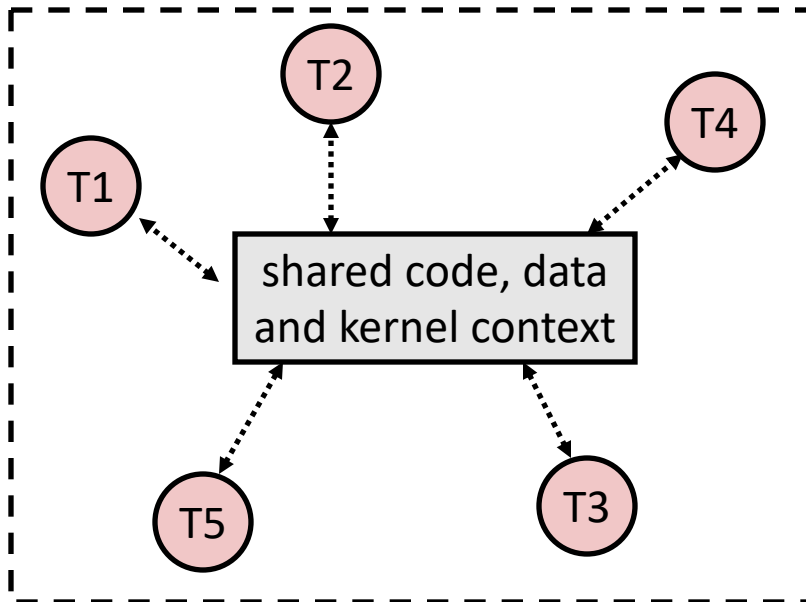 T2
T4
T1
shared code, data
and kernel context
T5
T3